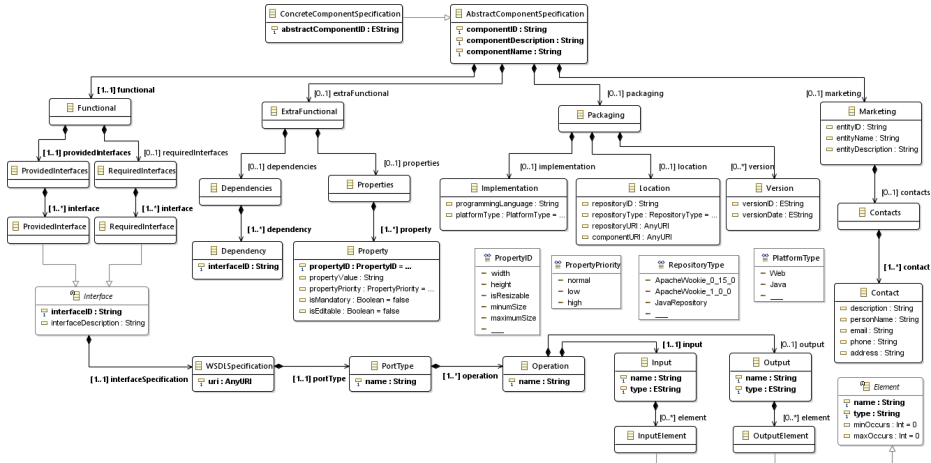 ConcreteComponentSpecification
abstractComponentID : EString
AbstractComponentSpecification
componentID : String
componentDescription : String
componentName : String
[1..1] functional
[0..1] extraFunctional
[0..1] packaging
[0..1] marketing
Functional
ExtraFunctional
Packaging
Marketing
entityID : String
entityName : String
entityDescription : String
[1..1] providedInterfaces
[0..1] requiredInterfaces
[0..1] dependencies
[0..1] properties
[0..1] implementation
[0..1] location
[0..*] version
[0..1] contacts
ProvidedInterfaces
RequiredInterfaces
Dependencies
Properties
Implementation
programmingLanguage : String
platformType : PlatformType = ...
Location
repositoryID : String
repositoryType : RepositoryType = ...
repositoryURI : AnyURI
componentURI : AnyURI
Version
versionID : EString
versionDate : EString
Contacts
[1..*] interface
[1..*] interface
[1..*] dependency
[1..*] property
[1..*] contact
ProvidedInterface
RequiredInterface
Dependency
interfaceID : String
Property
propertyID : PropertyID = ...
propertyValue : String
propertyPriority : PropertyPriority = ...
isMandatory : Boolean = false
isEditable : Boolean = false
PropertyID
width
height
isResizable
minumSize
maximumSize
___
PropertyPriority
normal
low
high
RepositoryType
ApacheWookie_0_15_0
ApacheWookie_1_0_0
JavaRepository
___
PlatformType
Web
Java
___
Contact
description : String
personName : String
email : String
phone : String
address : String
Interface
interfaceID : String
interfaceDescription : String
[1..1] interfaceSpecification
WSDLSpecification
uri : AnyURI
[1..1] portType
PortType
name : String
[1..*] operation
Operation
name : String
[1..1] input
[0..1] output
Input
name : String
type : EString
Output
name : String
type : EString
[0..*] element
[0..*] element
InputElement
OutputElement
Element
name : String
type : String
minOccurs : Int = 0
maxOccurs : Int = 0